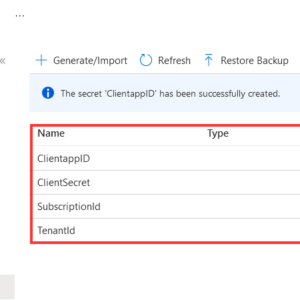 ...
«
Generate/Import Refresh Restore Backup
The secret 'ClientappID' has been successfully created.
Name Type
ClientappID
ClientSecret
SubscriptionId
TenantId